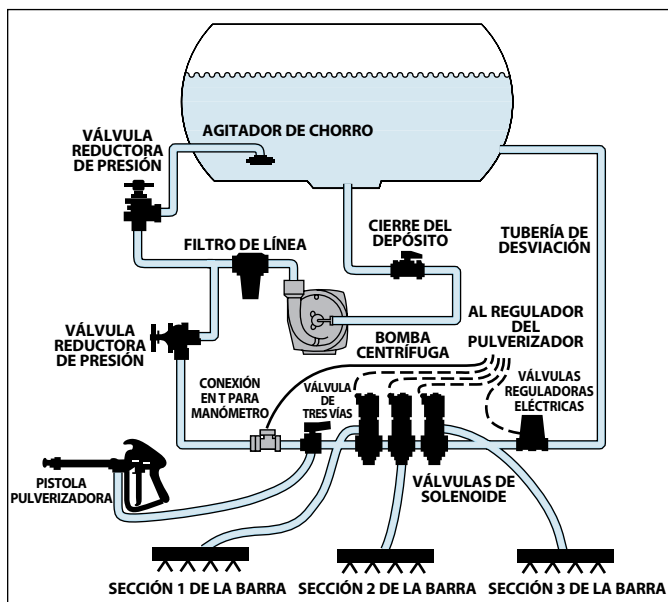 AGITADOR DE CHORRO
VÁLVULA
REDUCTORA
DE PRESIÓN
CIERRE DEL
DEPÓSITO
TUBERÍA DE
DESVIACIÓN
FILTRO DE LÍNEA
AL REGULADOR
DEL
PULVERIZADOR
BOMBA
CENTRÍFUGA
VÁLVULA
REDUCTORA
DE PRESIÓN
CONEXIÓN
EN T PARA
MANÓMETRO
VÁLVULA
DE
TRES VÍAS
VÁLVULAS
REGULADORAS
ELÉCTRICAS
PISTOLA
PULVERIZADORA
VÁLVULAS DE
SOLENOIDE
SECCIÓN 1 DE LA BARRA
SECCIÓN 2 DE LA BARRA
SECCIÓN 3 DE LA BARRA